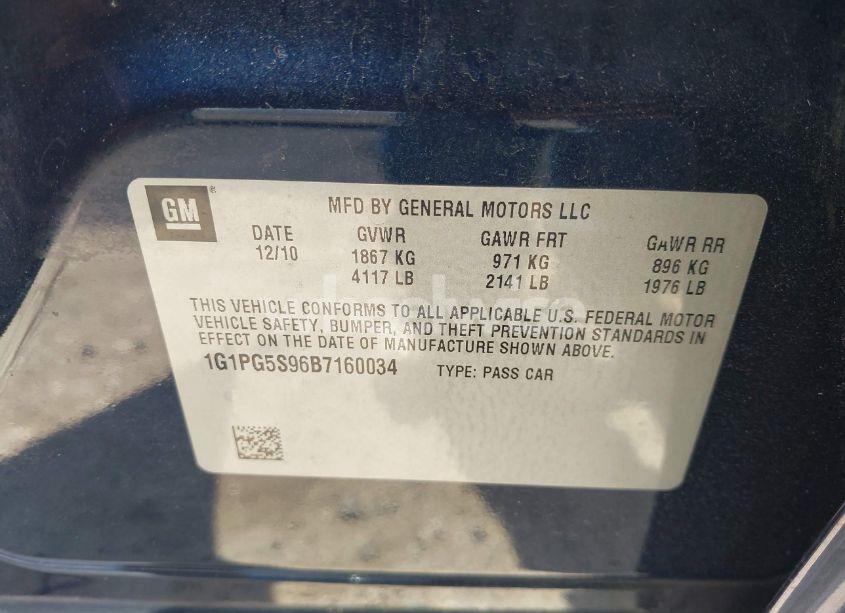 GM
MFD BY GENERAL MOTORS LLC
DATE GVWR GAWR FRT GAWR RR
12/10 1867 KG 971 KG 896 KG
4117 LB 2141 LB 1976 LB
THIS VEHICLE CONFORMS TO ALL APPLICABLE U.S. FEDERAL MOTOR
VEHICLE SAFETY, BUMPER, AND THEFT PREVENTION STANDARDS IN
EFFECT ON THE DATE OF MANUFACTURE SHOWN ABOVE.
1G1PG5S96B7160034 TYPE: PASS CAR